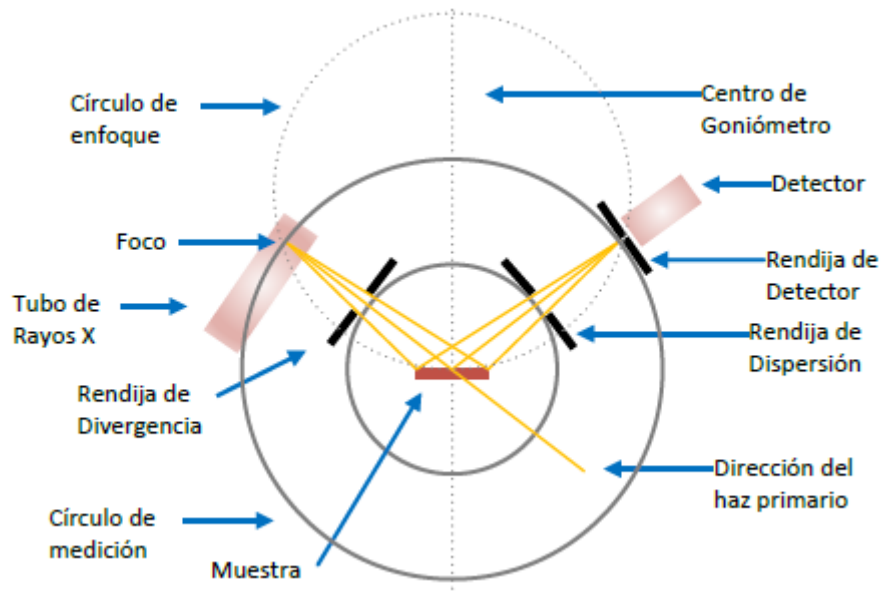 Círculo de
enfoque
Centro de
Goniómetro
Detector
Foco
Rendija de
Detector
Tubo de
Rayos X
Rendija de
Dispersión
Rendija de
Divergencia
Dirección del
haz primario
Círculo de
medición
Muestra